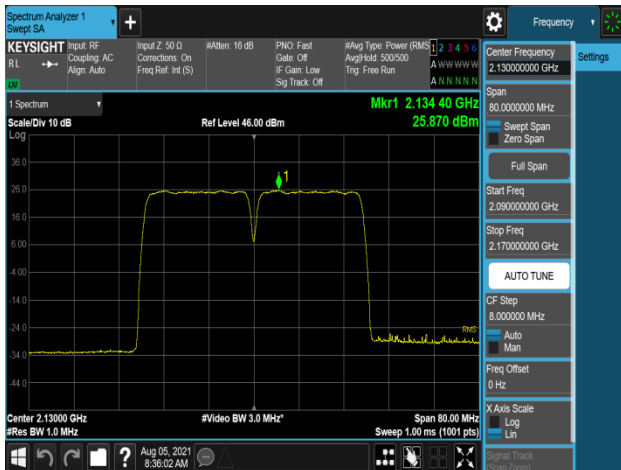 Spectrum Analyzer 1
Swept SA
+
Frequency
KEYSIGHT
RL
Input: RF
Coupling: AC
Align: Auto
Input Z: 50 Ω
Corrections: On
Freq Ref: Int (S)
#Atten: 16 dB
PNO: Fast
Gate: Off
IF Gain: Low
Sig Track: Off
#Avg Type: Power (RMS
Avg|Hold: 500/500
Trig: Free Run
1 2 3 4 5 6
A W W W W W
A N N N N N
LVI
1 Spectrum
Scale/Div 10 dB
Log
Ref Level 46.00 dBm
Mkr1 2.134 40 GHz
25.870 dBm
36.0
26.0
16.0
6.00
-4.00
-14.0
-24.0
-34.0
-44.0
1
RMS
Center 2.13000 GHz
#Res BW 1.0 MHz
#Video BW 3.0 MHz*
Span 80.00 MHz
Sweep 1.00 ms (1001 pts)
Center Frequency
2.130000000 GHz
Settings
Span
80.0000000 MHz
Swept Span
Zero Span
Full Span
Start Freq
2.090000000 GHz
Stop Freq
2.170000000 GHz
AUTO TUNE
CF Step
8.000000 MHz
Auto
Man
Freq Offset
0 Hz
X Axis Scale
Log
Lin
Signal Track
(Span Zoom)
?
Aug 05, 2021
8:36:02 AM